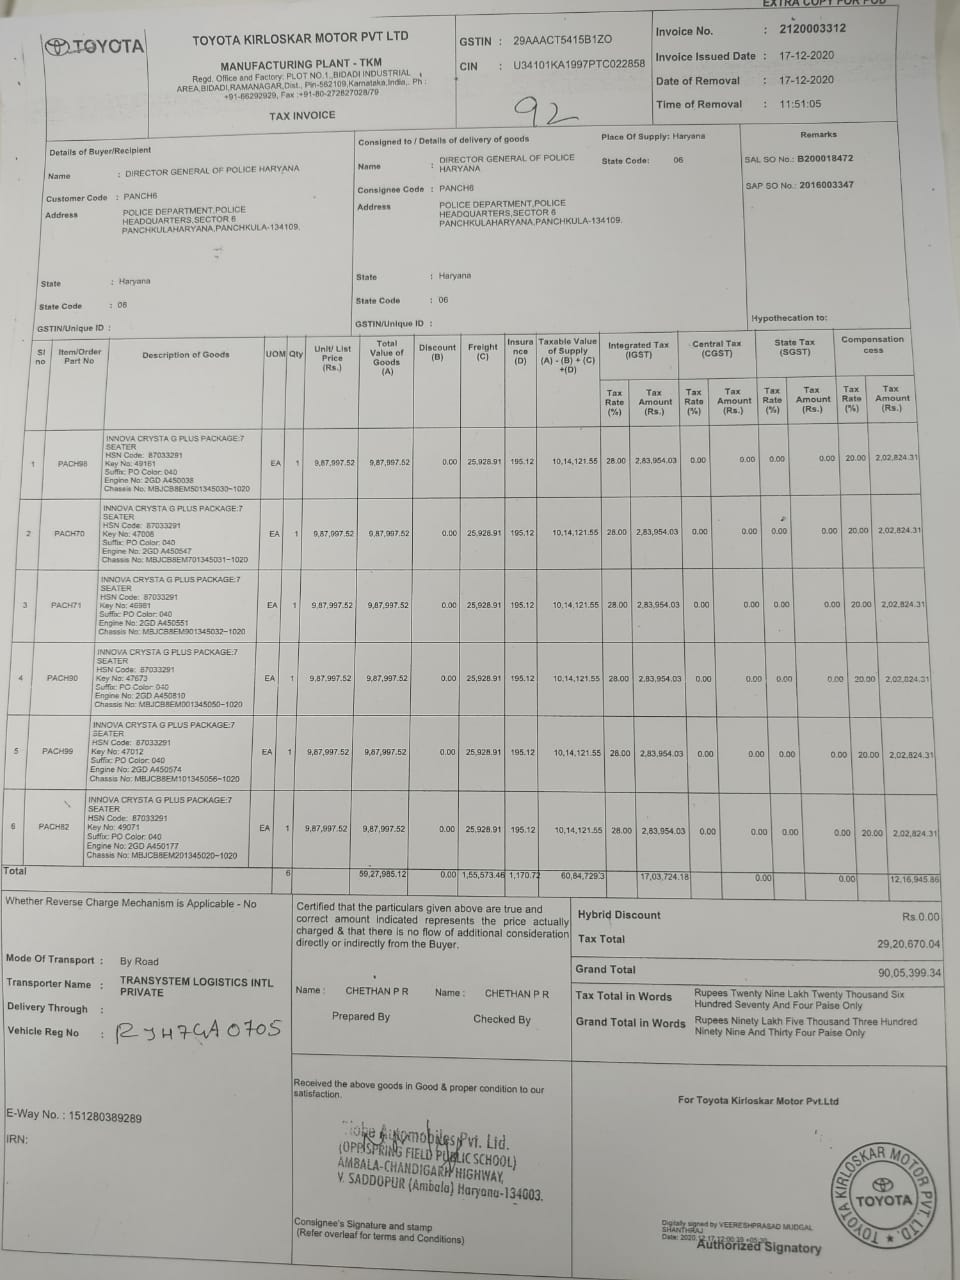 EXTRA COPY FOR POD
TOYOTA
TOYOTA KIRLOSKAR MOTOR PVT LTD
MANUFACTURING PLANT - TKM
Regd. Office and Factory: PLOT NO.1,,BIDADI INDUSTRIAL
AREA,BIDADI,RAMANAGAR,Dist., Pin-562109,Karnataka,India,. Ph :
+91-66292929, Fax :+91-80-272827028/79
TAX INVOICE
GSTIN : 29AAACT5415B1ZO
CIN : U34101KA1997PTC022858
92
Invoice No. : 2120003312
Invoice Issued Date : 17-12-2020
Date of Removal : 17-12-2020
Time of Removal : 11:51:05
Details of Buyer/Recipient
Name : DIRECTOR GENERAL OF POLICE HARYANA
Customer Code : PANCH6
Address POLICE DEPARTMENT,POLICE
HEADQUARTERS,SECTOR 6
PANCHKULAHARYANA,PANCHKULA-134109.
State : Haryana
State Code : 06
GSTIN/Unique ID :
Consigned to / Details of delivery of goods
Place Of Supply: Haryana
Name : DIRECTOR GENERAL OF POLICE
HARYANA
State Code: 06
Consignee Code : PANCH6
Address POLICE DEPARTMENT,POLICE
HEADQUARTERS,SECTOR 6
PANCHKULAHARYANA,PANCHKULA-134109.
State : Haryana
State Code : 06
GSTIN/Unique ID :
Remarks
SAL SO No.: B200018472
SAP SO No.: 2016003347
Hypothecation to:
Sl no Item/Order Part No Description of Goods UOM Qty Unit/ List Price (Rs.) Total Value of Goods (A) Discount (B) Freight (C) Insura nce (D) Taxable Value of Supply (A) - (B) + (C) +(D) Integrated Tax (IGST) Central Tax (CGST) State Tax (SGST) Compensation cess
Tax Rate (%) Tax Amount (Rs.) Tax Rate (%) Tax Amount (Rs.) Tax Rate (%) Tax Amount (Rs.) Tax Rate (%) Tax Amount (Rs.)
INNOVA CRYSTA G PLUS PACKAGE:7
SEATER
HSN Code: 87033291
1 PACH98 Key No: 49161 EA 1 9,87,997.52 9,87,997.52 0.00 25,928.91 195.12 10,14,121.55 28.00 2,83,954.03 0.00 0.00 0.00 0.00 20.00 2,02,824.31
Suffix: PO Color: 040
Engine No: 2GD A450038
Chassis No: MBJCB8EM501345030-1020
INNOVA CRYSTA G PLUS PACKAGE:7
SEATER
HSN Code: 87033291
2 PACH70 Key No: 47008 EA 1 9,87,997.52 9,87,997.52 0.00 25,928.91 195.12 10,14,121.55 28.00 2,83,954.03 0.00 0.00 0.00 0.00 20.00 2,02,824.31
Suffix: PO Color: 040
Engine No: 2GD A450547
Chassis No: MBJCB8EM701345031-1020
INNOVA CRYSTA G PLUS PACKAGE:7
SEATER
HSN Code: 87033291
3 PACH71 Key No: 46981 EA 1 9,87,997.52 9,87,997.52 0.00 25,928.91 195.12 10,14,121.55 28.00 2,83,954.03 0.00 0.00 0.00 0.00 20.00 2,02,824.31
Suffix: PO Color: 040
Engine No: 2GD A450551
Chassis No: MBJCB8EM901345032-1020
INNOVA CRYSTA G PLUS PACKAGE:7
SEATER
HSN Code: 87033291
4 PACH90 Key No: 47673 EA 1 9,87,997.52 9,87,997.52 0.00 25,928.91 195.12 10,14,121.55 28.00 2,83,954.03 0.00 0.00 0.00 0.00 20.00 2,02,824.31
Suffix: PO Color: 040
Engine No: 2GD A450810
Chassis No: MBJCB8EM001345050-1020
INNOVA CRYSTA G PLUS PACKAGE:7
SEATER
HSN Code: 87033291
5 PACH99 Key No: 47012 EA 1 9,87,997.52 9,87,997.52 0.00 25,928.91 195.12 10,14,121.55 28.00 2,83,954.03 0.00 0.00 0.00 0.00 20.00 2,02,824.31
Suffix: PO Color: 040
Engine No: 2GD A450574
Chassis No: MBJCB8EM101345056-1020
INNOVA CRYSTA G PLUS PACKAGE:7
SEATER
HSN Code: 87033291
6 PACH82 Key No: 49071 EA 1 9,87,997.52 9,87,997.52 0.00 25,928.91 195.12 10,14,121.55 28.00 2,83,954.03 0.00 0.00 0.00 0.00 20.00 2,02,824.31
Suffix: PO Color: 040
Engine No: 2GD A450177
Chassis No: MBJCB8EM201345020-1020
Total 6 59,27,985.12 0.00 1,55,573.46 1,170.72 60,84,729.3 17,03,724.18 0.00 0.00 12,16,945.86
Whether Reverse Charge Mechanism is Applicable - No
Mode Of Transport : By Road
Transporter Name : TRANSYSTEM LOGISTICS INTL
PRIVATE
Delivery Through :
Vehicle Reg No : RJ47GA0705
E-Way No. : 151280389289
IRN:
Certified that the particulars given above are true and
correct amount indicated represents the price actually
charged & that there is no flow of additional consideration
directly or indirectly from the Buyer.
Name : CHETHAN P R Name : CHETHAN P R
Prepared By Checked By
Hybrid Discount Rs.0.00
Tax Total 29,20,670.04
Grand Total 90,05,399.34
Tax Total in Words Rupees Twenty Nine Lakh Twenty Thousand Six
Hundred Seventy And Four Paise Only
Grand Total in Words Rupees Ninety Lakh Five Thousand Three Hundred
Ninety Nine And Thirty Four Paise Only
Received the above goods in Good & proper condition to our
satisfaction.
Automobiles Pvt. Ltd.
(OPP. SPRING FIELD PUBLIC SCHOOL)
AMBALA-CHANDIGARH HIGHWAY,
V. SADDOPUR (Ambala) Haryana-134003.
Consignee's Signature and stamp
(Refer overleaf for terms and Conditions)
For Toyota Kirloskar Motor Pvt.Ltd
TOYOTA KIRLOSKAR MOTOR PVT. LTD.
TOYOTA
Digitally signed by VEERESHPRASAD MUDGAL
SHANTHRAJ
Date: 2020.12.17
Authorized Signatory